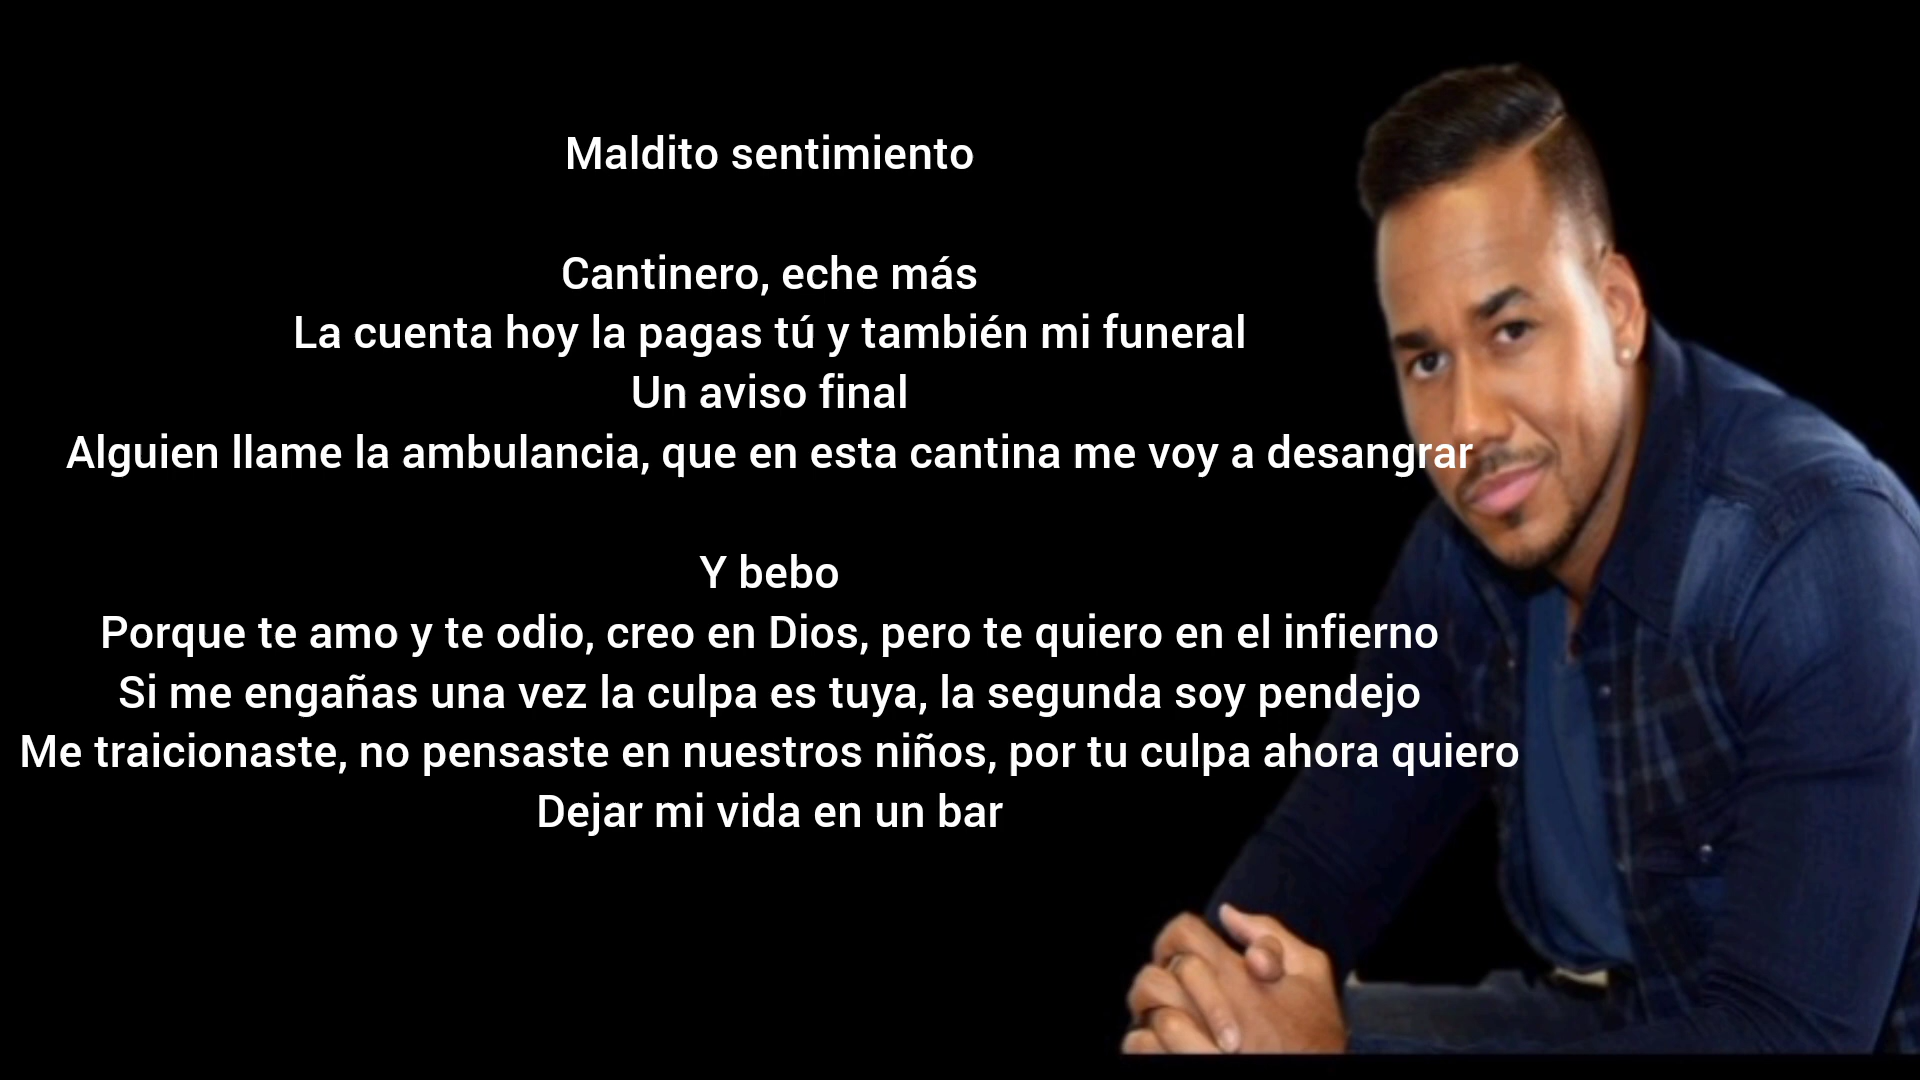 Maldito sentimiento
Cantinero, eche más
La cuenta hoy la pagas tú y también mi funeral
Un aviso final
Alguien llame la ambulancia, que en esta cantina me voy a desangrar
Y bebo
Porque te amo y te odio, creo en Dios, pero te quiero en el infierno
Si me engañas una vez la culpa es tuya, la segunda soy pendejo
Me traicionaste, no pensaste en nuestros niños, por tu culpa ahora quiero
Dejar mi vida en un bar